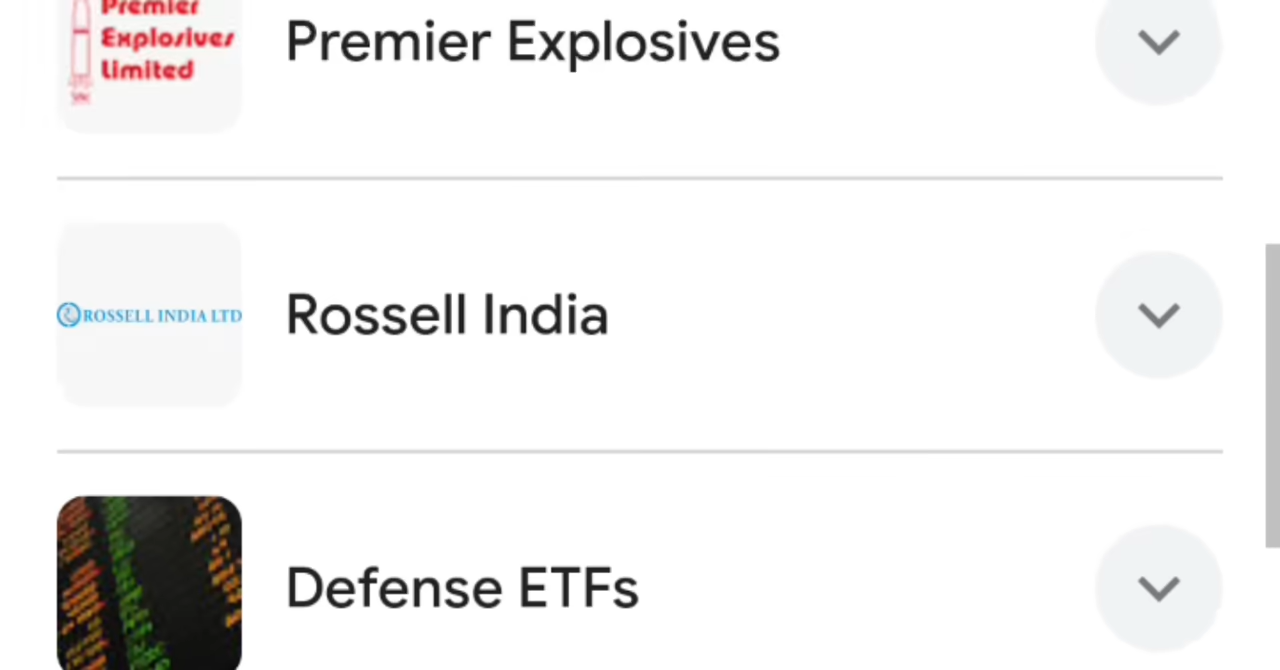 Premier
Explosives
Limited
Premier Explosives
ROSSELL INDIA LTD
Rossell India
Defense ETFs